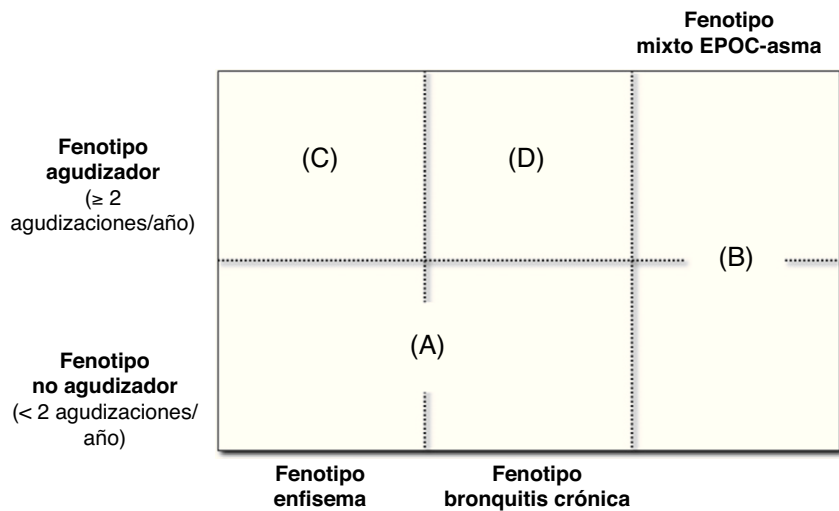 Fenotipo
mixto EPOC-asma
Fenotipo
agudizador
(≥ 2
agudizaciones/año)
(C)
(D)
(B)
Fenotipo
no agudizador
(< 2 agudizaciones/
año)
(A)
Fenotipo
enfisema
Fenotipo
bronquitis crónica